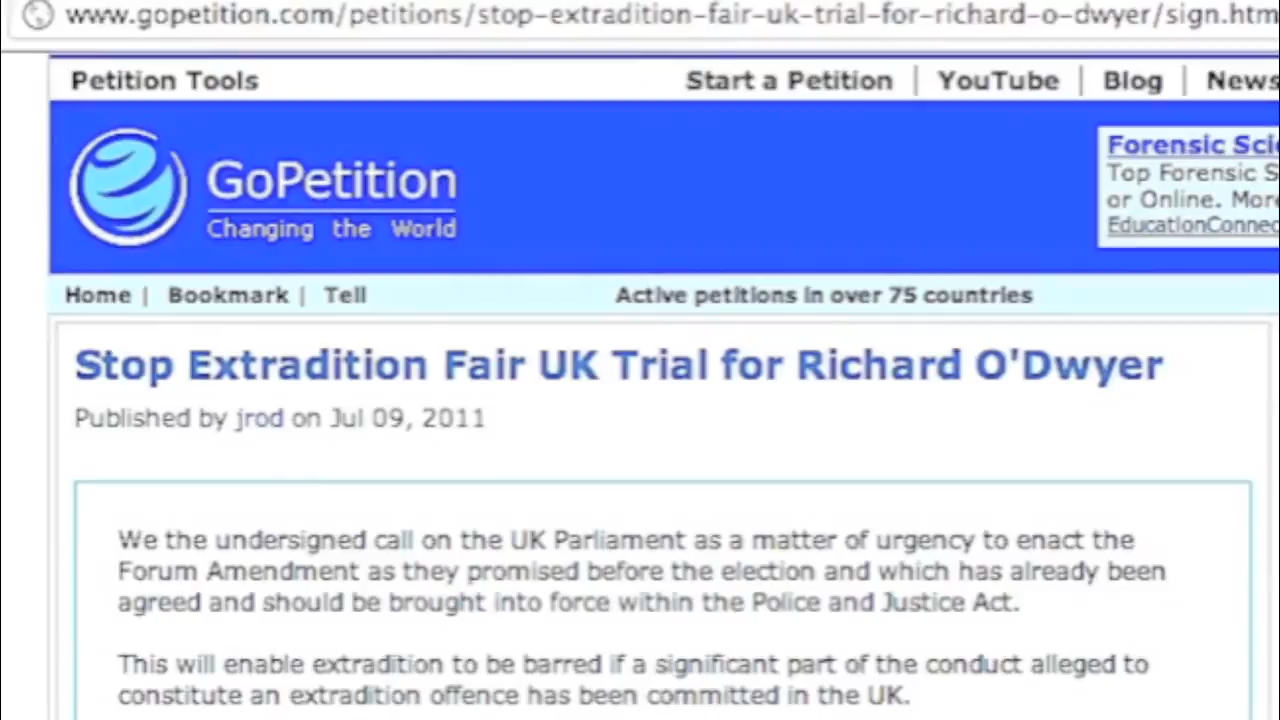 www.gopetition.com/petitions/stop-extradition-fair-uk-trial-for-richard-o-dwyer/sign.htm
Petition Tools
Start a Petition | YouTube | Blog | News
GoPetition
Changing the World
Forensic Sci
Top Forensic S
or Online. More
EducationConnec
Home | Bookmark | Tell
Active petitions in over 75 countries
Stop Extradition Fair UK Trial for Richard O'Dwyer
Published by jrod on Jul 09, 2011
We the undersigned call on the UK Parliament as a matter of urgency to enact the
Forum Amendment as they promised before the election and which has already been
agreed and should be brought into force within the Police and Justice Act.
This will enable extradition to be barred if a significant part of the conduct alleged to
constitute an extradition offence has been committed in the UK.